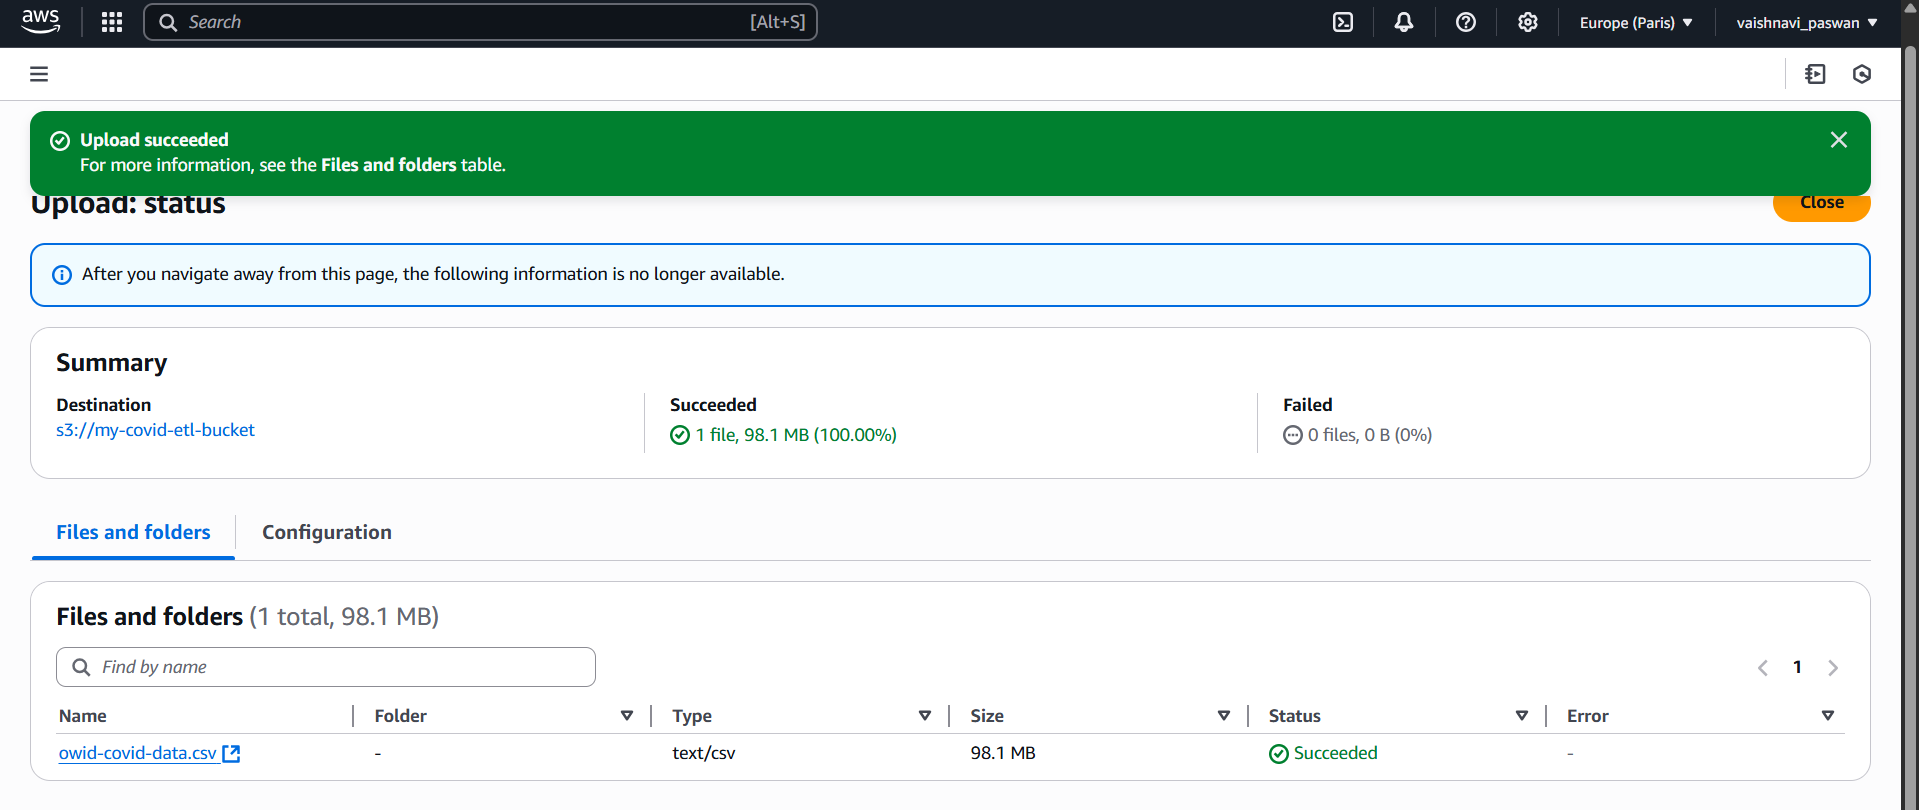 aws
Search [Alt+S] Europe (Paris) vaishnavi_paswan
Upload succeeded
For more information, see the Files and folders table.
Upload: status Close
After you navigate away from this page, the following information is no longer available.
Summary
Destination Succeeded Failed
s3://my-covid-etl-bucket 1 file, 98.1 MB (100.00%) 0 files, 0 B (0%)
Files and folders Configuration
Files and folders (1 total, 98.1 MB)
Find by name 1
Name Folder Type Size Status Error
owid-covid-data.csv - text/csv 98.1 MB Succeeded -